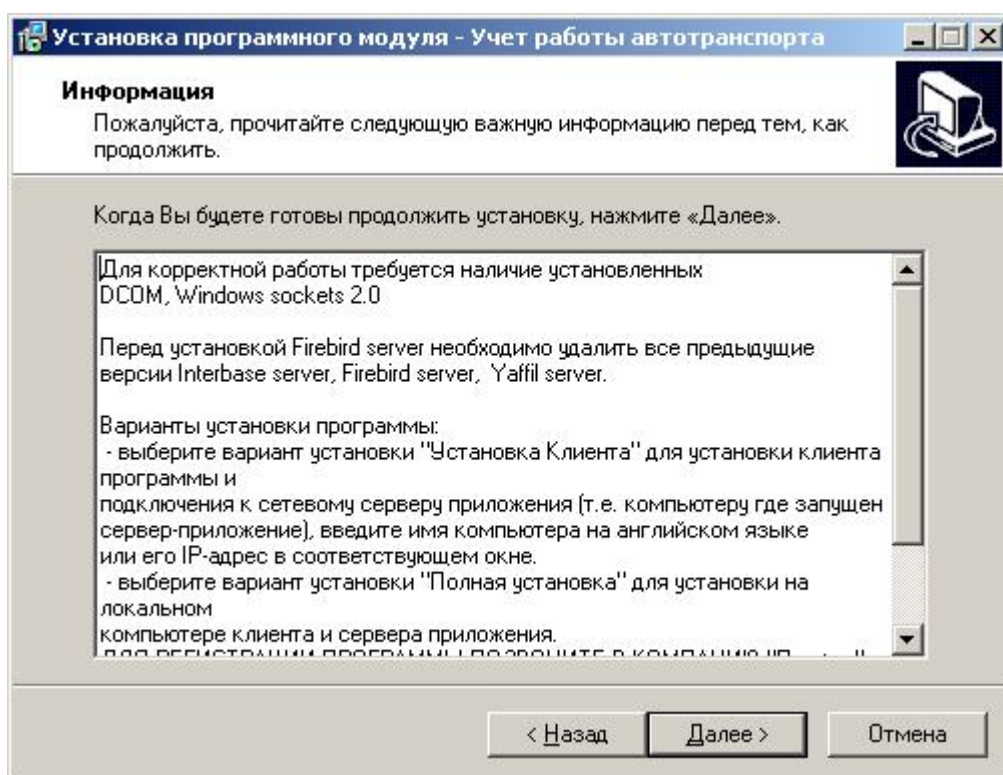 Установка программного модуля - Учет работы автотранспорта
Информация
Пожалуйста, прочитайте следующую важную информацию перед тем, как
продолжить.
Когда Вы будете готовы продолжить установку, нажмите «Далее».
Для корректной работы требуется наличие установленных
DCOM, Windows sockets 2.0
Перед установкой Firebird server необходимо удалить все предыдущие
версии Interbase server, Firebird server, Yaffil server.
Варианты установки программы:
- выберите вариант установки "Установка Клиента" для установки клиента
программы и
подключения к сетевому серверу приложения (т.е. компьютеру где запущен
сервер-приложение), введите имя компьютера на английском языке
или его IP-адрес в соответствующем окне.
- выберите вариант установки "Полная установка" для установки на
локальном
компьютере клиента и сервера приложения.
ДЛЯ РЕГИСТРАЦИИ ПРОГРАММЫ ПОЗВОНИТЕ В КОМПАНИЮ
< Назад
Далее >
Отмена